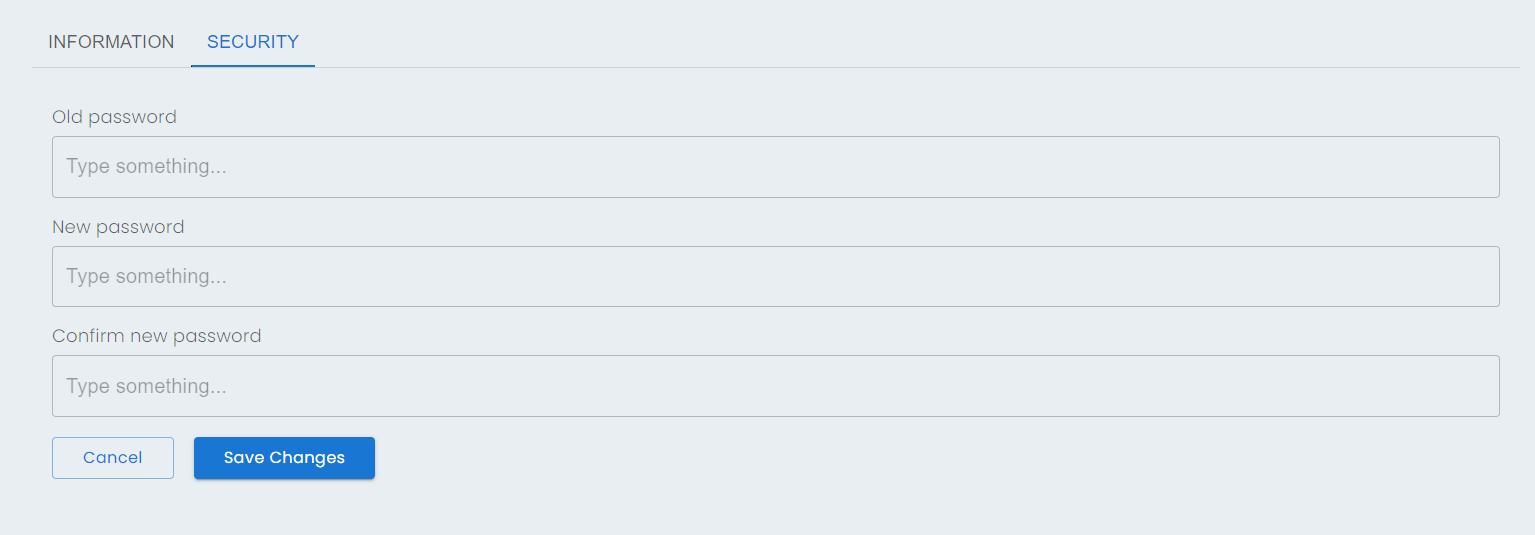 INFORMATION SECURITY
Old password
Type something...
New password
Type something...
Confirm new password
Type something...
Cancel Save Changes